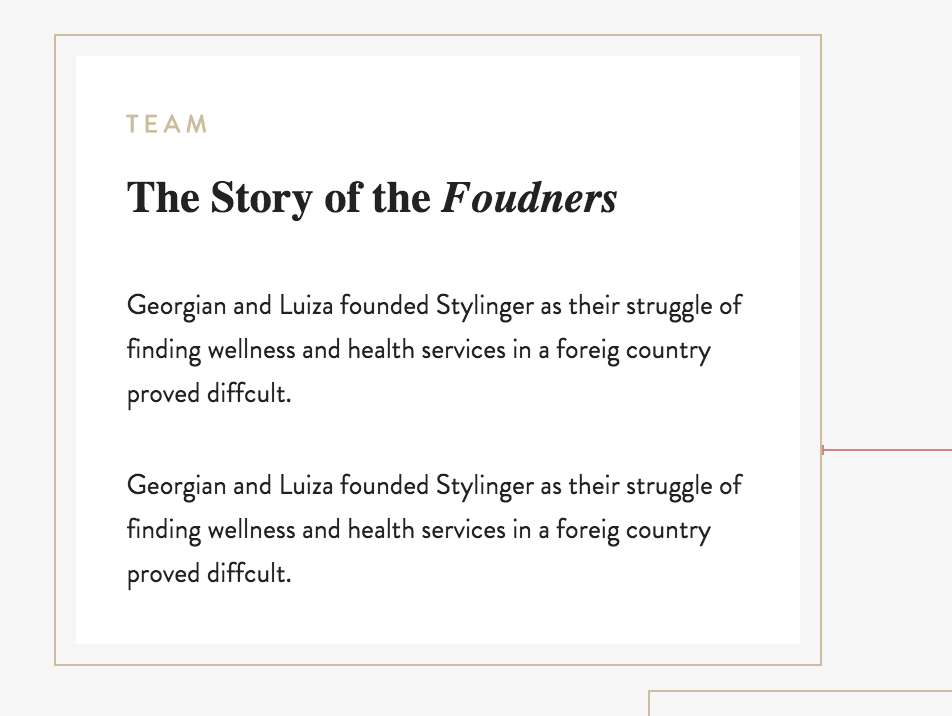 TEAM
The Story of the Foudners
Georgian and Luiza founded Stylinger as their struggle of
finding wellness and health services in a foreig country
proved diffcult.
Georgian and Luiza founded Stylinger as their struggle of
finding wellness and health services in a foreig country
proved diffcult.